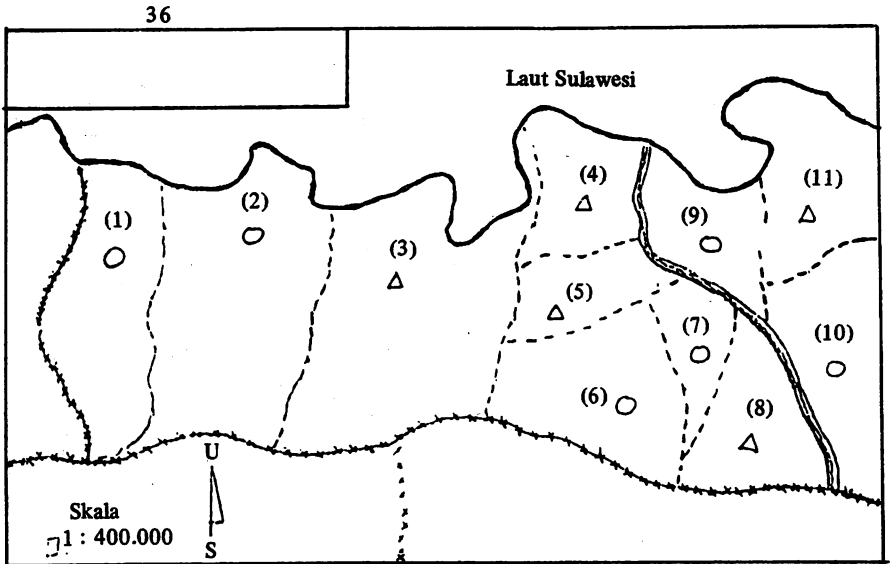 36
Laut Sulawesi
(1)
(2)
(3)
(4)
(5)
(6)
(7)
(8)
(9)
(10)
(11)
U
S
Skala
1 : 400.000